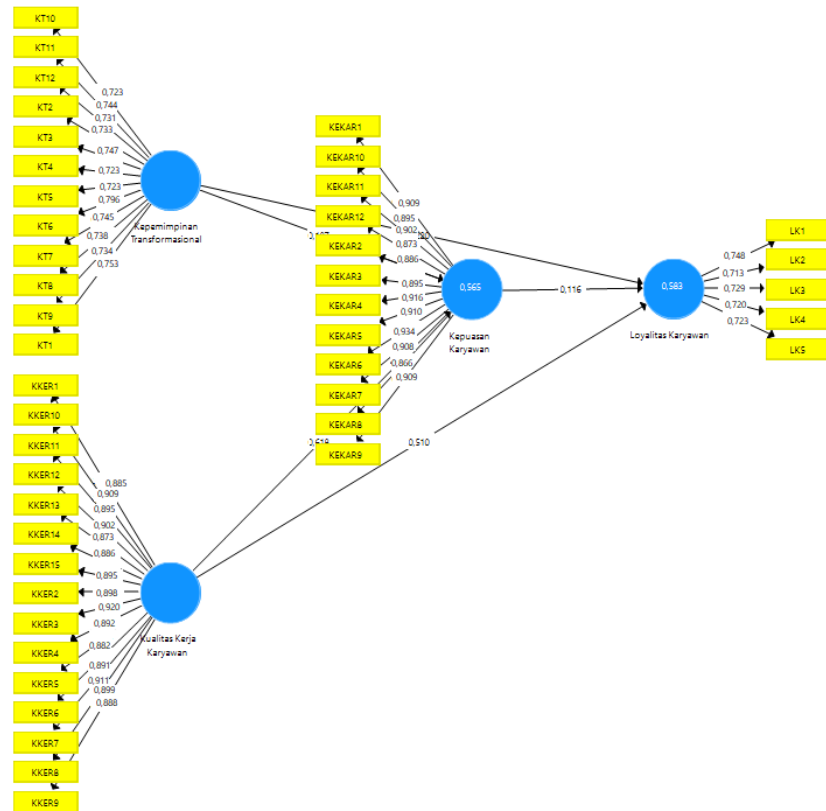 KT10
KT11
KT12
KT2
KT3
KT4
KT5
KT6
KT7
KT8
KT9
KT1
0,723
0,744
0,731
0,733
0,747
0,723
0,723
0,796
0,745
0,738
0,734
0,753
Kepemimpinan
Transformasional
KKER1
KKER10
KKER11
KKER12
KKER13
KKER14
KKER15
KKER2
KKER3
KKER4
KKER5
KKER6
KKER7
KKER8
KKER9
0,885
0,909
0,895
0,902
0,873
0,886
0,895
0,898
0,920
0,892
0,882
0,891
0,911
0,899
0,888
Kualitas Kerja
Karyawan
KEKAR1
KEKAR10
KEKAR11
KEKAR12
KEKAR2
KEKAR3
KEKAR4
KEKAR5
KEKAR6
KEKAR7
KEKAR8
KEKAR9
0,909
0,895
0,902
0,873
0,886
0,895
0,916
0,910
0,934
0,908
0,866
0,909
0,565
Kepuasan
Karyawan
0,116
0,510
0,583
Loyalitas Karyawan
0,748
0,713
0,729
0,720
0,723
LK1
LK2
LK3
LK4
LK5